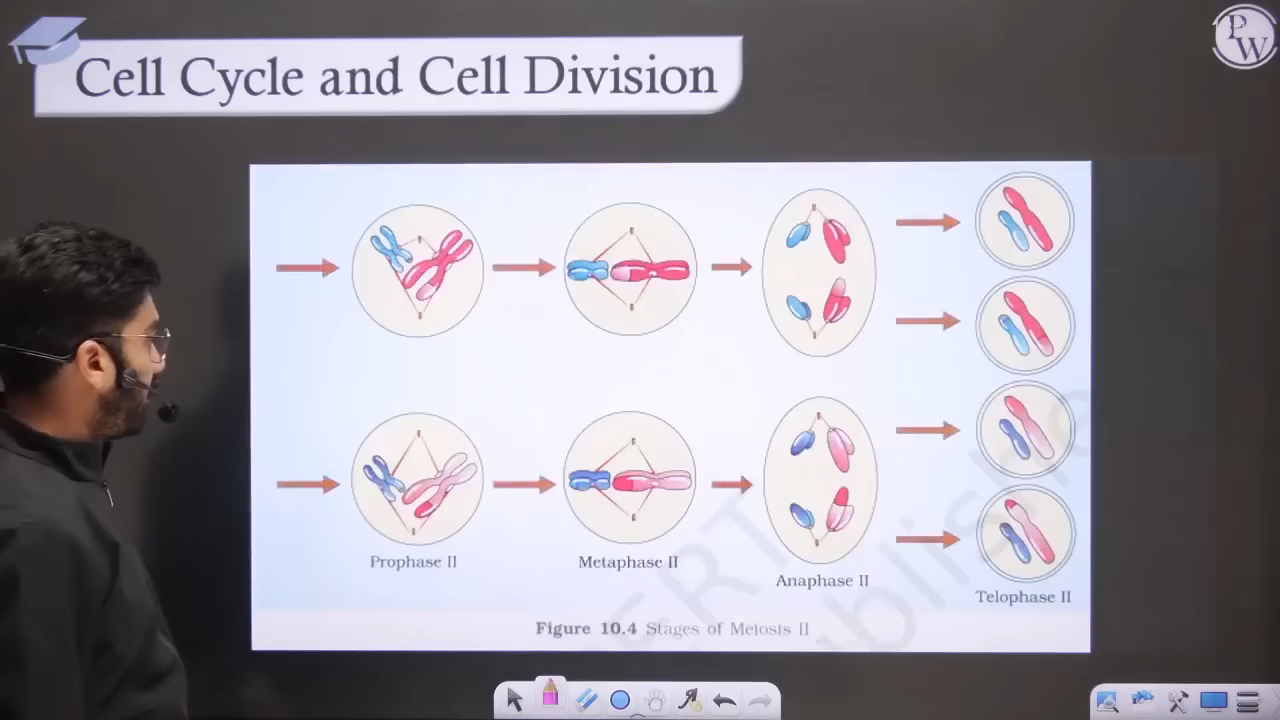 Cell Cycle and Cell Division
PW
Prophase II
Metaphase II
Anaphase II
Telophase II
Figure 10.4 Stages of Meiosis II